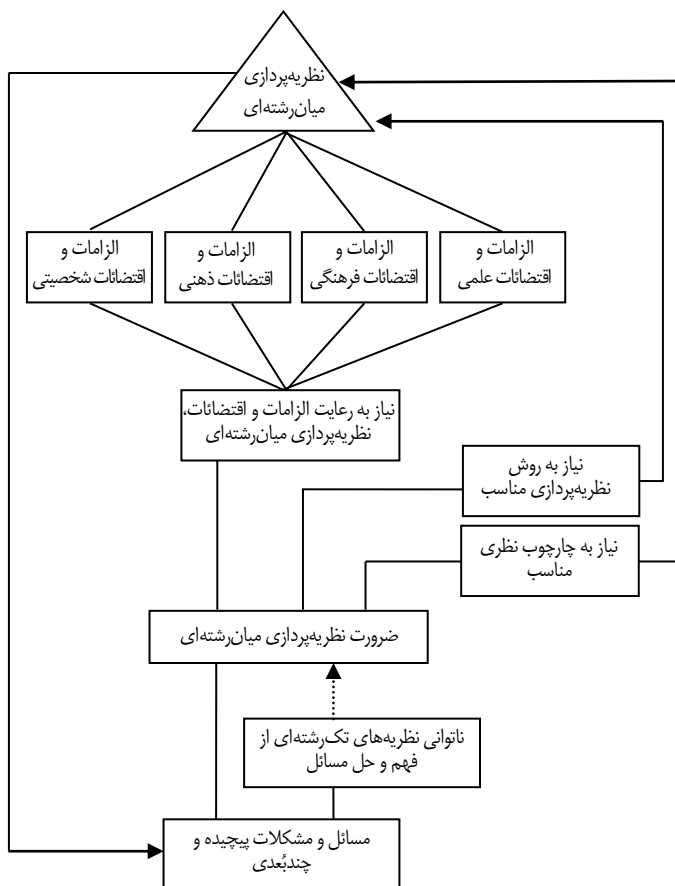 نظریه‌پردازی
میان‌رشته‌ای
الزامات و
اقتضائات علمی
الزامات و
اقتضائات فرهنگی
الزامات و
اقتضائات ذهنی
الزامات و
اقتضائات شخصیتی
نیاز به رعایت الزامات و اقتضائات،
نظریه‌پردازی میان‌رشته‌ای
نیاز به روش
نظریه‌پردازی مناسب
نیاز به چارچوب نظری
مناسب
ضرورت نظریه‌پردازی میان‌رشته‌ای
ناتوانی نظریه‌های تک‌رشته‌ای از
فهم و حل مسائل
مسائل و مشکلات پیچیده و
چندبُعدی